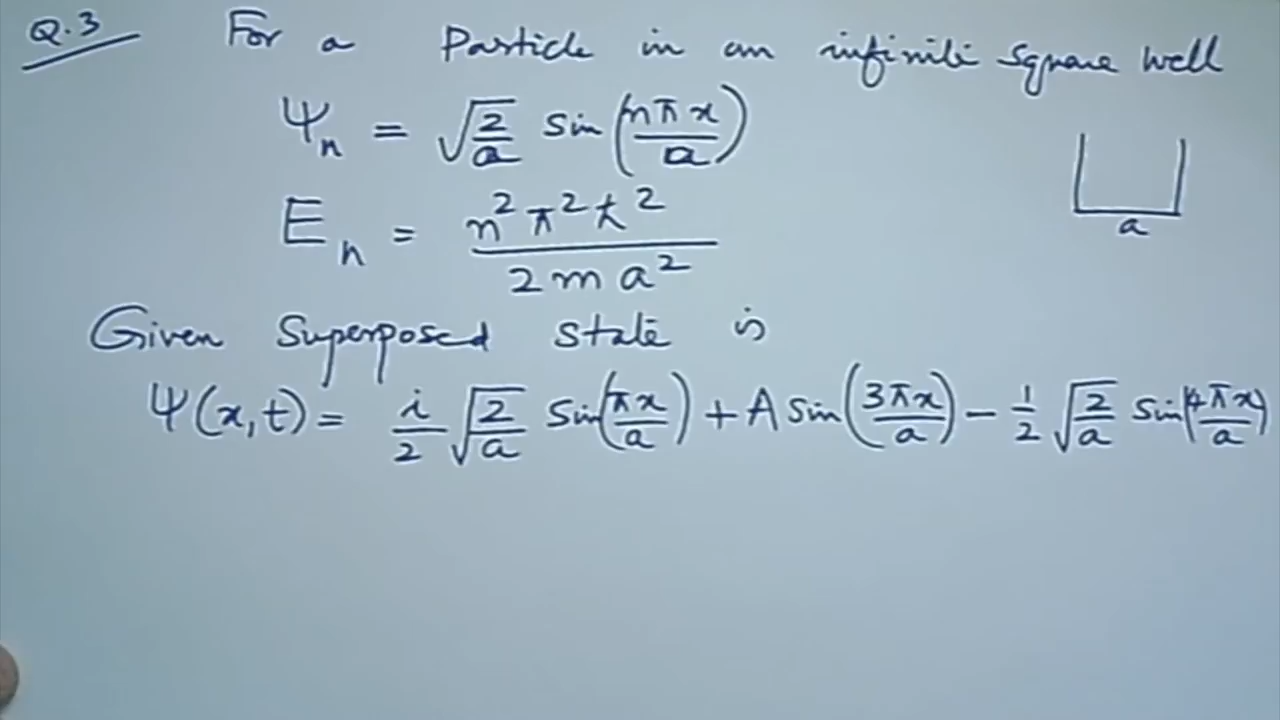 Q.3 For a Particle in an infinite square well
Ψn = √(2/a) sin(nπx/a)
a
En = n²π²ħ²/2ma²
Given Superposed state is
Ψ(x,t) = i/2 √(2/a) sin(πx/a) + A sin(3πx/a) - 1/2 √(2/a) sin(4πx/a)